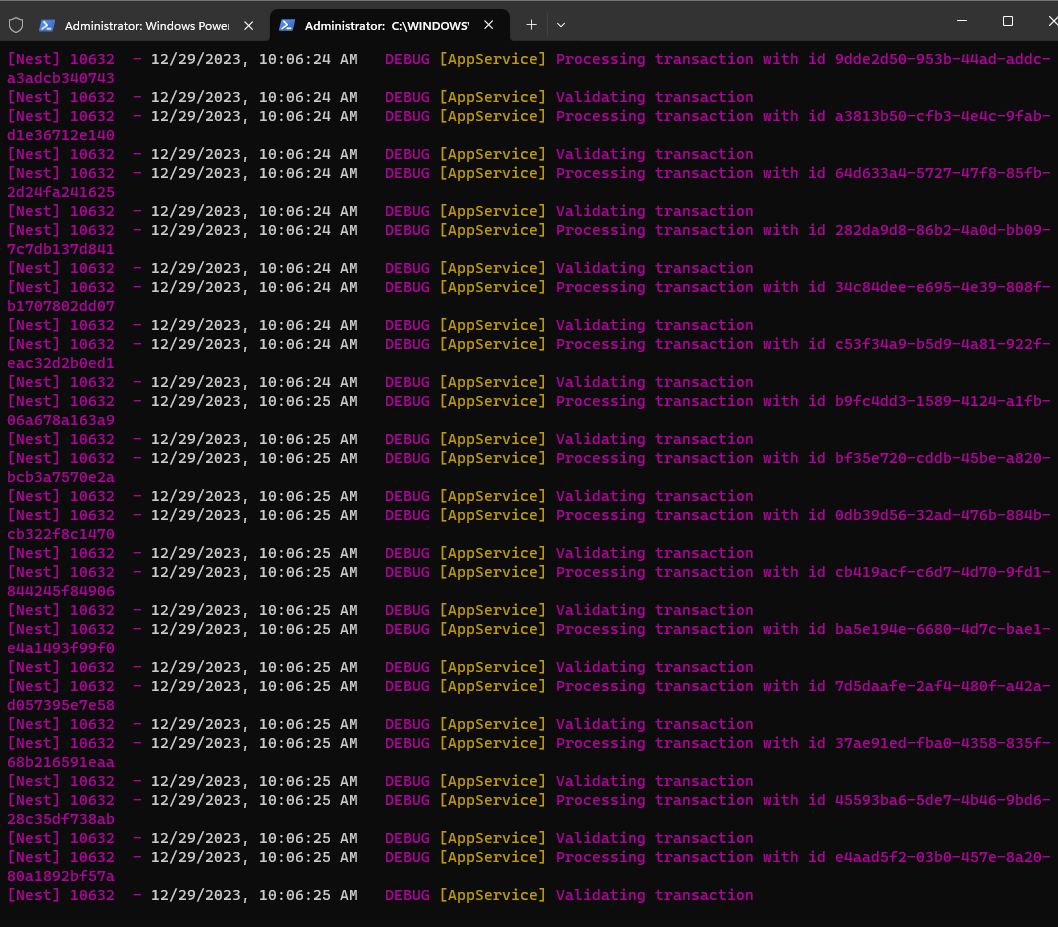 Administrator: Windows Power
Administrator: C:\WINDOWS\
[Nest] 10632  - 12/29/2023, 10:06:24 AM   DEBUG [AppService] Processing transaction with id 9dde2d50-953b-44ad-addc-
a3adcb340743
[Nest] 10632  - 12/29/2023, 10:06:24 AM   DEBUG [AppService] Validating transaction
[Nest] 10632  - 12/29/2023, 10:06:24 AM   DEBUG [AppService] Processing transaction with id a3813b50-cfb3-4e4c-9fab-
d1e36712e140
[Nest] 10632  - 12/29/2023, 10:06:24 AM   DEBUG [AppService] Validating transaction
[Nest] 10632  - 12/29/2023, 10:06:24 AM   DEBUG [AppService] Processing transaction with id 64d633a4-5727-47f8-85fb-
2d24fa241625
[Nest] 10632  - 12/29/2023, 10:06:24 AM   DEBUG [AppService] Validating transaction
[Nest] 10632  - 12/29/2023, 10:06:24 AM   DEBUG [AppService] Processing transaction with id 282da9d8-86b2-4a0d-bb09-
7c7db137d841
[Nest] 10632  - 12/29/2023, 10:06:24 AM   DEBUG [AppService] Validating transaction
[Nest] 10632  - 12/29/2023, 10:06:24 AM   DEBUG [AppService] Processing transaction with id 34c84dee-e695-4e39-808f-
b1707802dd07
[Nest] 10632  - 12/29/2023, 10:06:24 AM   DEBUG [AppService] Validating transaction
[Nest] 10632  - 12/29/2023, 10:06:24 AM   DEBUG [AppService] Processing transaction with id c53f34a9-b5d9-4a81-922f-
eac32d2b0ed1
[Nest] 10632  - 12/29/2023, 10:06:24 AM   DEBUG [AppService] Validating transaction
[Nest] 10632  - 12/29/2023, 10:06:25 AM   DEBUG [AppService] Processing transaction with id b9fc4dd3-1589-4124-a1fb-
06a678a163a9
[Nest] 10632  - 12/29/2023, 10:06:25 AM   DEBUG [AppService] Validating transaction
[Nest] 10632  - 12/29/2023, 10:06:25 AM   DEBUG [AppService] Processing transaction with id bf35e720-cddb-45be-a820-
bcb3a7570e2a
[Nest] 10632  - 12/29/2023, 10:06:25 AM   DEBUG [AppService] Validating transaction
[Nest] 10632  - 12/29/2023, 10:06:25 AM   DEBUG [AppService] Processing transaction with id 0db39d56-32ad-476b-884b-
cb322f8c1470
[Nest] 10632  - 12/29/2023, 10:06:25 AM   DEBUG [AppService] Validating transaction
[Nest] 10632  - 12/29/2023, 10:06:25 AM   DEBUG [AppService] Processing transaction with id cb419acf-c6d7-4d70-9fd1-
844245f84906
[Nest] 10632  - 12/29/2023, 10:06:25 AM   DEBUG [AppService] Validating transaction
[Nest] 10632  - 12/29/2023, 10:06:25 AM   DEBUG [AppService] Processing transaction with id ba5e194e-6680-4d7c-bae1-
e4a1493f99f0
[Nest] 10632  - 12/29/2023, 10:06:25 AM   DEBUG [AppService] Validating transaction
[Nest] 10632  - 12/29/2023, 10:06:25 AM   DEBUG [AppService] Processing transaction with id 7d5daafe-2af4-480f-a42a-
d057395e7e58
[Nest] 10632  - 12/29/2023, 10:06:25 AM   DEBUG [AppService] Validating transaction
[Nest] 10632  - 12/29/2023, 10:06:25 AM   DEBUG [AppService] Processing transaction with id 37ae91ed-fba0-4358-835f-
68b216591eaa
[Nest] 10632  - 12/29/2023, 10:06:25 AM   DEBUG [AppService] Validating transaction
[Nest] 10632  - 12/29/2023, 10:06:25 AM   DEBUG [AppService] Processing transaction with id 45593ba6-5de7-4b46-9bd6-
28c35df738ab
[Nest] 10632  - 12/29/2023, 10:06:25 AM   DEBUG [AppService] Validating transaction
[Nest] 10632  - 12/29/2023, 10:06:25 AM   DEBUG [AppService] Processing transaction with id e4aad5f2-03b0-457e-8a20-
80a1892bf57a
[Nest] 10632  - 12/29/2023, 10:06:25 AM   DEBUG [AppService] Validating transaction